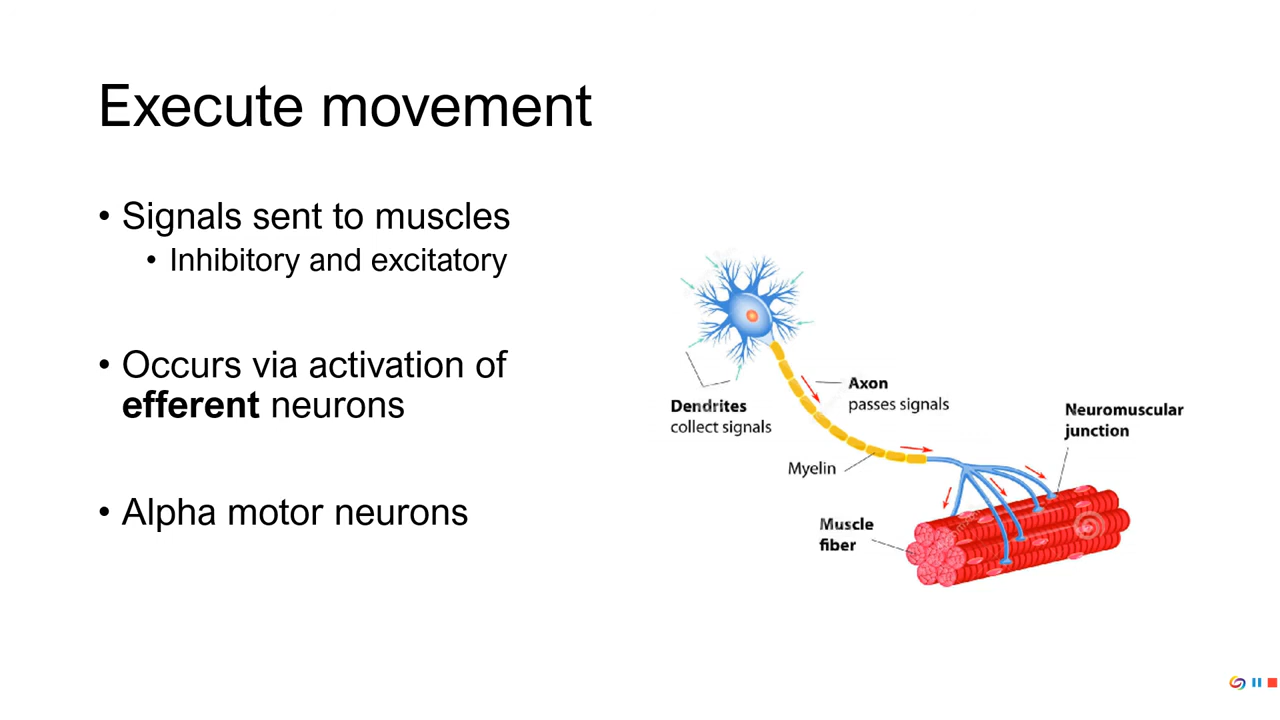 Execute movement
• Signals sent to muscles
• Inhibitory and excitatory
• Occurs via activation of
efferent neurons
• Alpha motor neurons
Dendrites
collect signals
Axon
passes signals
Myelin
Neuromuscular
junction
Muscle
fiber